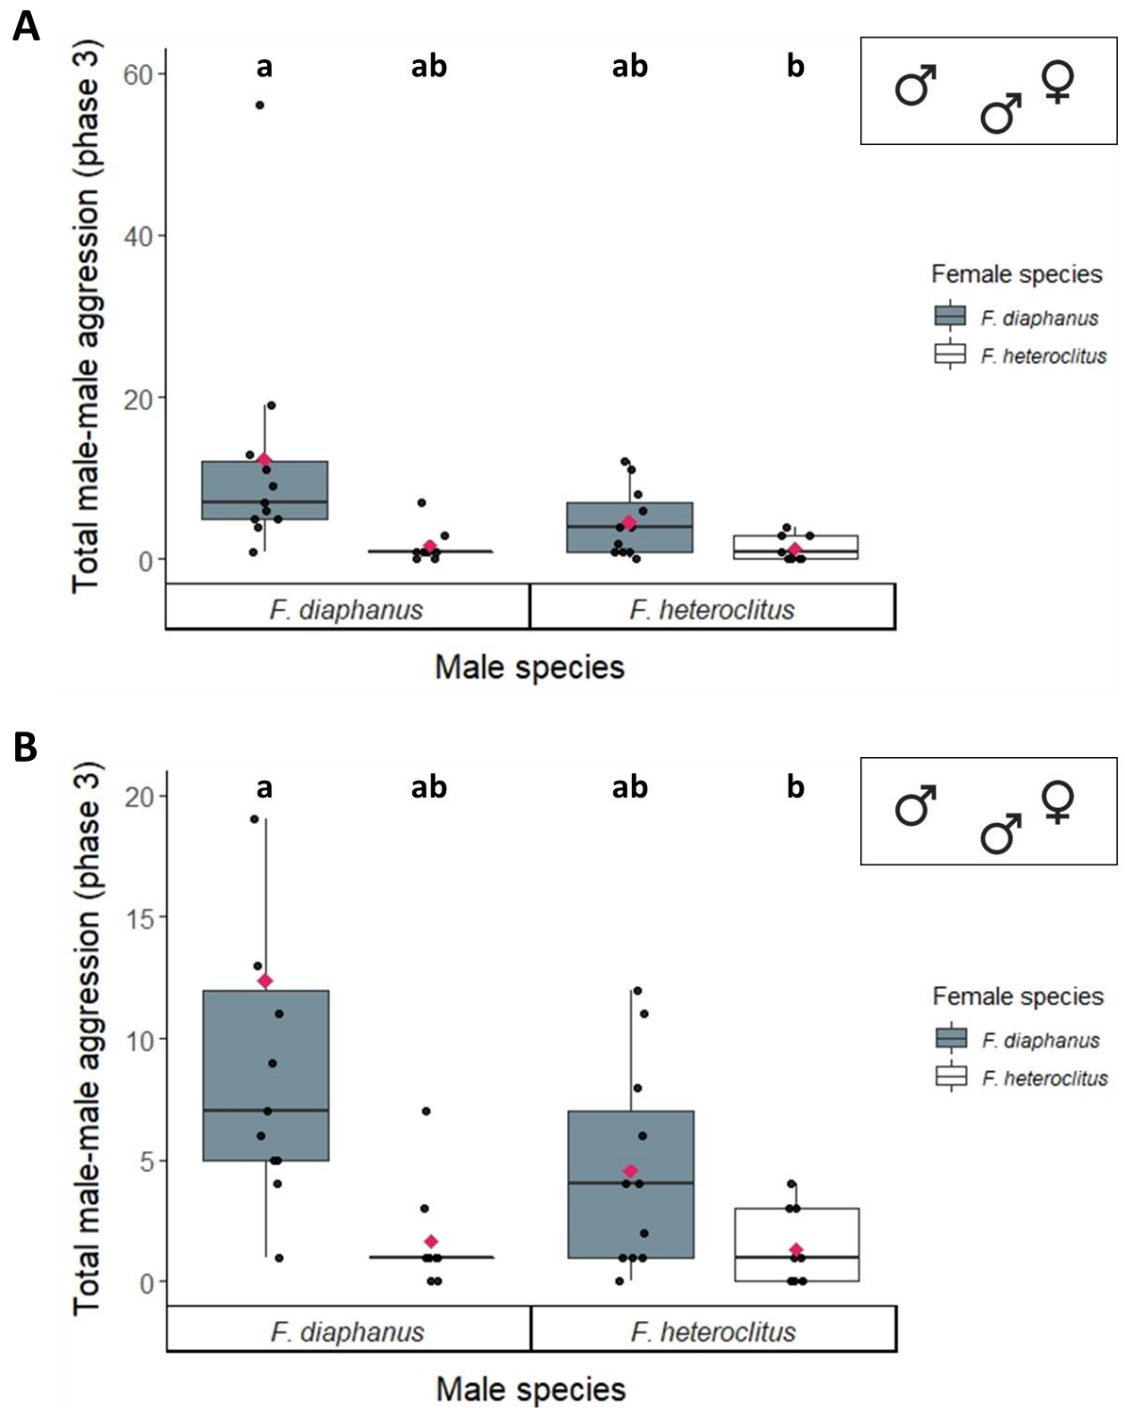 A
Total male-male aggression (phase 3)
60
40
20
0
a ab ab b
♂ ♂ ♀
Female species
F. diaphanus
F. heteroclitus
F. diaphanus F. heteroclitus
Male species
B
Total male-male aggression (phase 3)
20
15
10
5
0
a ab ab b
♂ ♂ ♀
Female species
F. diaphanus
F. heteroclitus
F. diaphanus F. heteroclitus
Male species